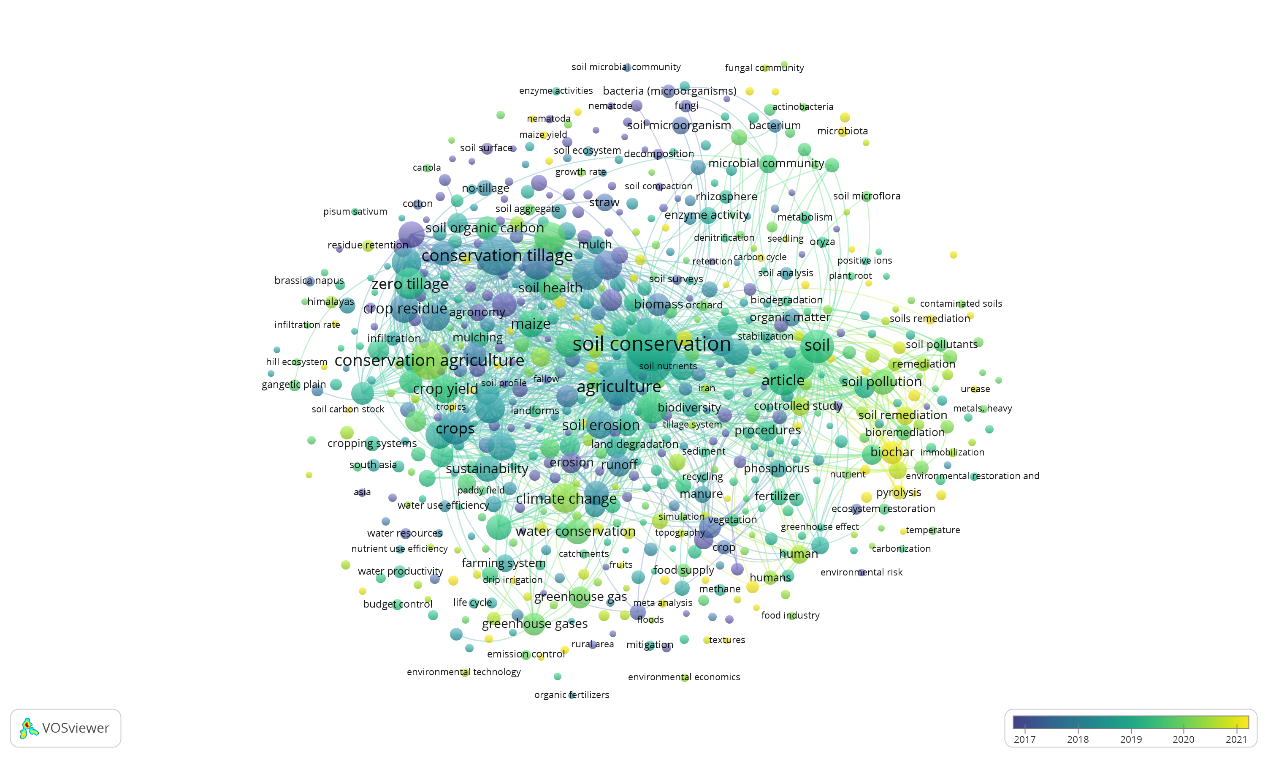 soil microbial community
fungal community
enzyme activities
bacteria (microorganisms)
nematode
fungi
actinobacteria
nematoda
soil microorganism
bacterium
maize yield
microbiota
soil surface
soil ecosystem
decomposition
canola
growth rate
microbial community
no-tillage
soil compaction
cotton
straw
rhizosphere
soil microflora
pisum sativum
soil aggregate
enzyme activity
metabolism
soil organic carbon
denitrification
seedling
oryza
residue retention
mulch
conservation tillage
retention
carbon cycle
positive ions
brassica napus
zero tillage
soil health
soil surveys
soil analysis
plant root
himalayas
crop residue
agronomy
biomass
orchard
biodegradation
contaminated soils
infiltration rate
maize
organic matter
soils remediation
infiltration
mulching
soil conservation
stabilization
soil
soil pollutants
hill ecosystem
conservation agriculture
soil nutrients
remediation
gangetic plain
crop yield
soil profile
fallow
agriculture
iran
article
soil pollution
urease
soil carbon stock
tropics
landforms
biodiversity
controlled study
metals, heavy
crops
soil erosion
tillage system
procedures
soil remediation
bioremediation
cropping systems
land degradation
sediment
biochar
immobilization
south asia
sustainability
erosion
runoff
recycling
phosphorus
nutrient
environmental restoration and
asia
paddy field
climate change
manure
fertilizer
pyrolysis
water use efficiency
simulation
vegetation
ecosystem restoration
water resources
water conservation
topography
greenhouse effect
temperature
nutrient use efficiency
catchments
crop
human
carbonization
water productivity
farming system
fruits
food supply
humans
environmental risk
drip irrigation
methane
budget control
life cycle
greenhouse gas
meta analysis
food industry
greenhouse gases
floods
rural area
mitigation
textures
emission control
environmental technology
environmental economics
organic fertilizers
VOSviewer
2017 2018 2019 2020 2021